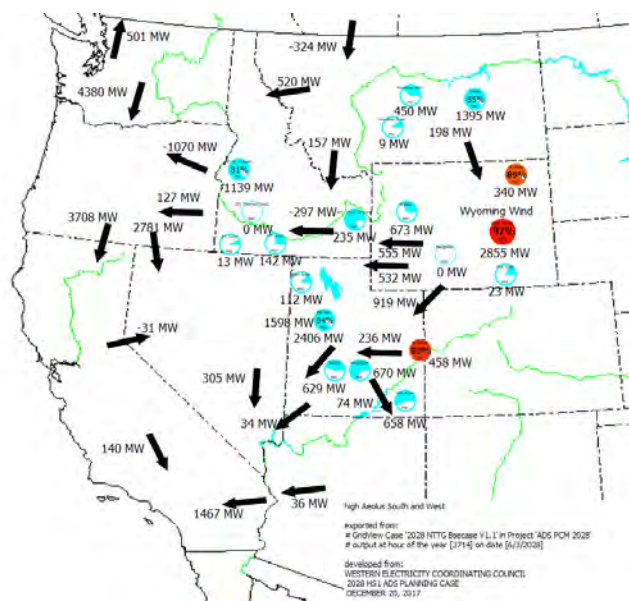 501 MW
-324 MW
4380 MW
520 MW
450 MW
85%
1395 MW
9 MW
198 MW
-1070 MW
157 MW
81%
1139 MW
89%
340 MW
127 MW
-297 MW
0 MW
235 MW
673 MW
Wyoming Wind
97%
3708 MW
2781 MW
13 MW
142 MW
555 MW
532 MW
0 MW
2855 MW
23 MW
112 MW
919 MW
1598 MW
2406 MW
236 MW
-31 MW
458 MW
629 MW
670 MW
305 MW
74 MW
34 MW
658 MW
140 MW
1467 MW
36 MW
high Aeolus South and West
exported from:
# GridView Case '2028 NTTG Bsecase V1.1' in Project 'ADS PCM 2028'
# output at hour of the year [3714] on date [6/3/2028]
developed from:
WESTERN ELECTRICITY COORDINATING COUNCIL
2028 HS1 ADS PLANNING CASE
DECEMBER 20, 2017